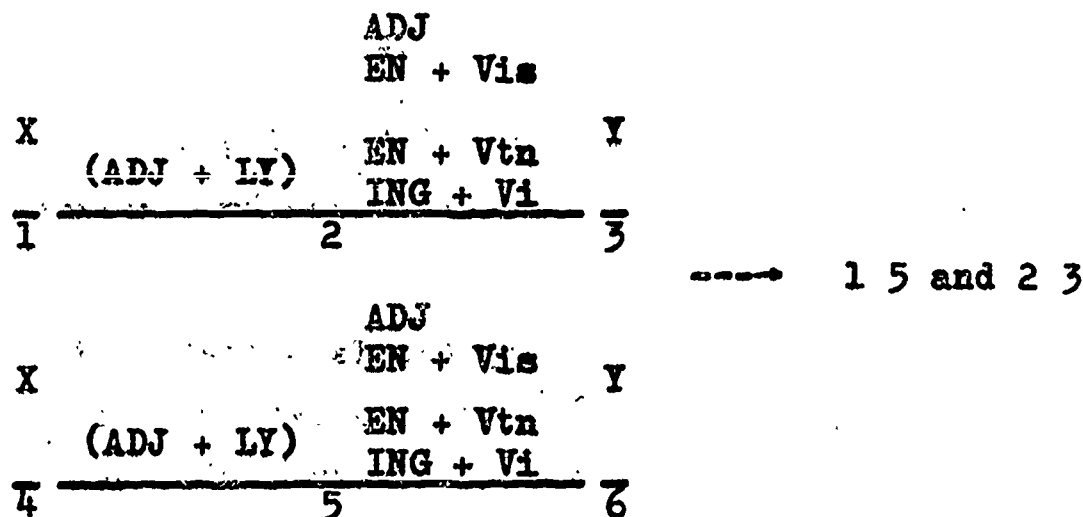 ADJ
EN + Vis
X Y
EN + Vtn
(ADJ + LY)
ING + Vi
1 2 3
----→ 1 5 and 2 3
ADJ
EN + Vis
X Y
EN + Vtn
(ADJ + LY)
ING + Vi
4 5 6